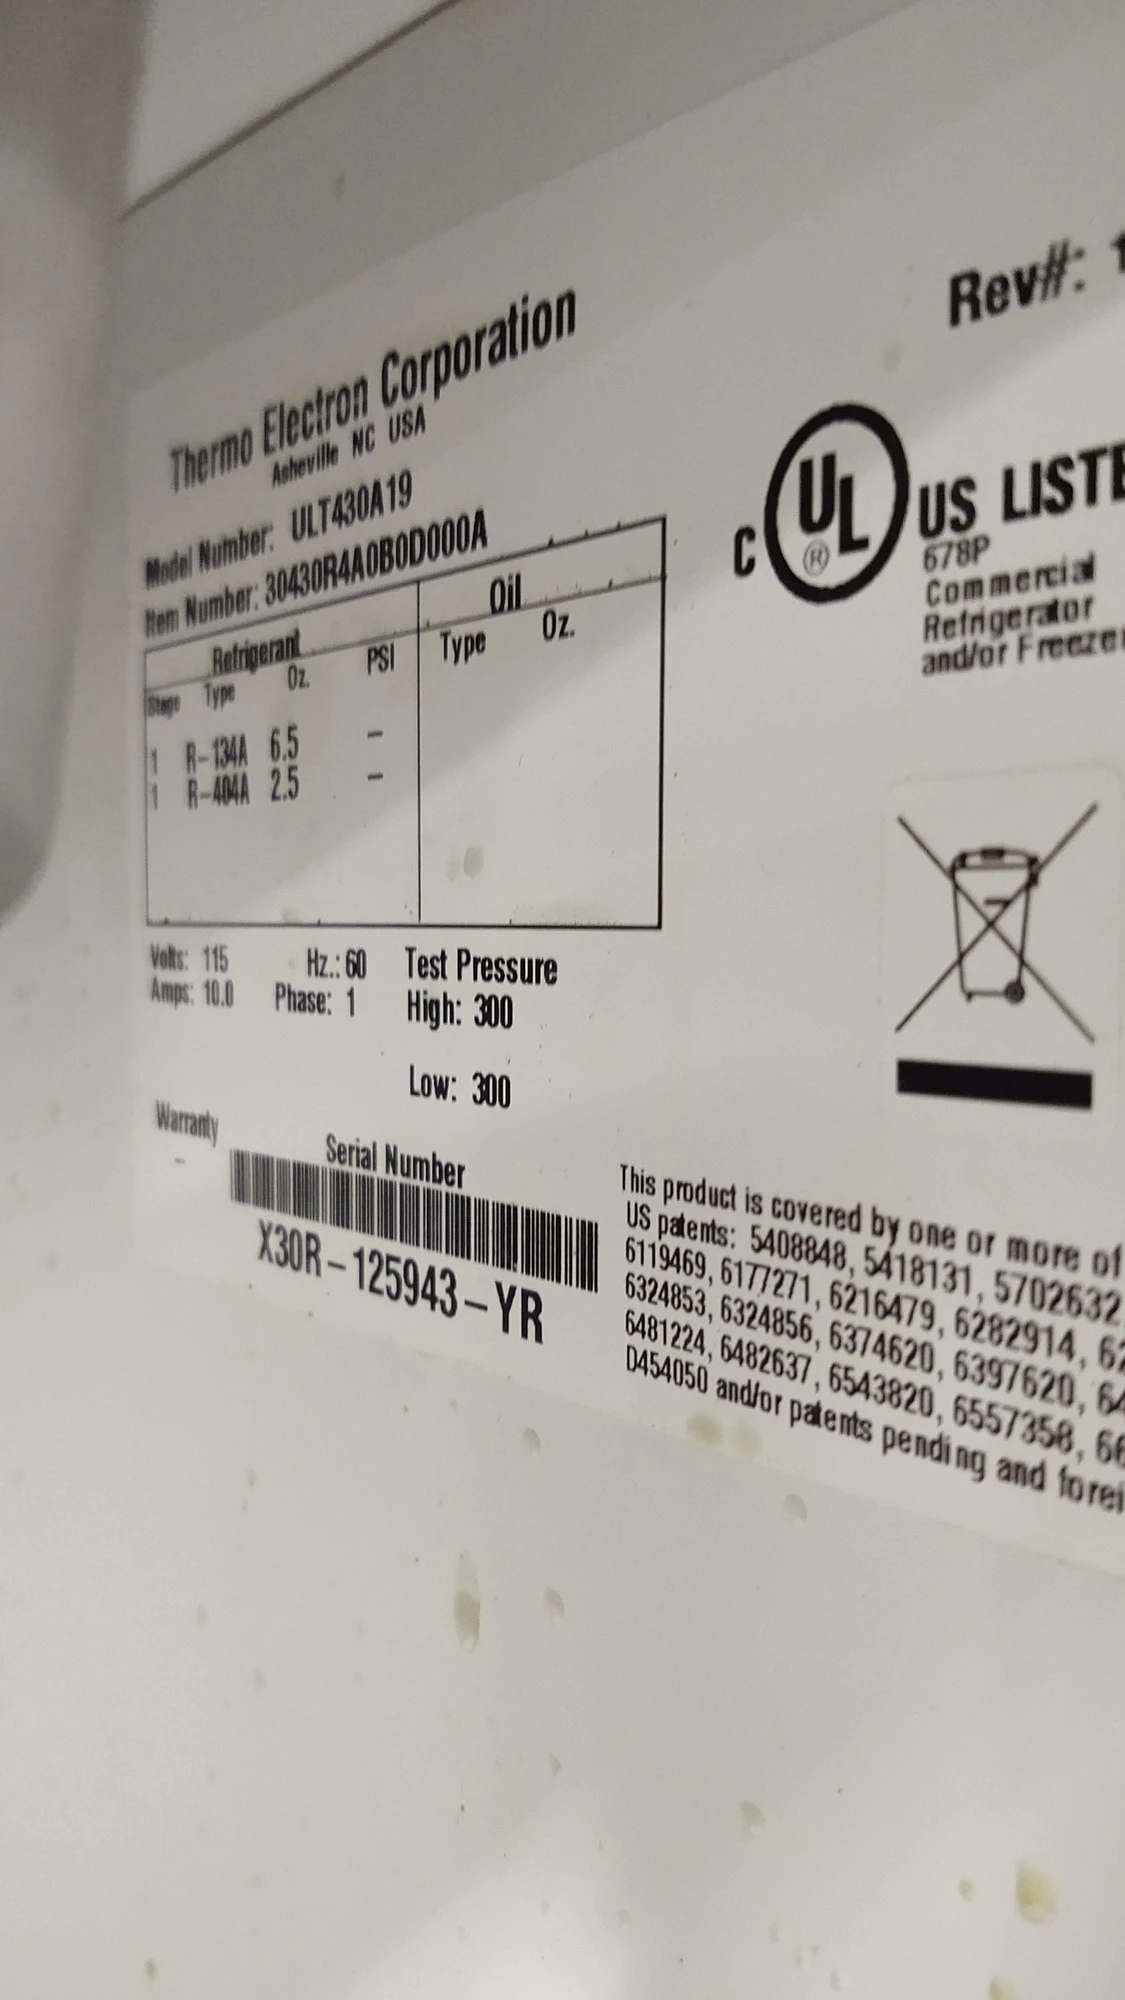 Thermo Electron Corporation
Asheville NC USA
Model Number: ULT430A19
Item Number: 30430R4A0B0D000A
Refrigerant Oil
Stage Type Oz. PSI Type Oz.
1 R-134A 6.5 -
1 R-404A 2.5 -
Volts: 115 Hz.: 60 Test Pressure
Amps: 10.0 Phase: 1 High: 300
Low: 300
Warranty
-
Serial Number
X30R-125943-YR
Rev#:
C UL ® US LISTE
678P
Commercial
Refrigerator
and/or Freezer
This product is covered by one or more of
US patents: 5408848, 5418131, 5702632,
6119469, 6177271, 6216479, 6282914, 62
6324853, 6324856, 6374620, 6397620, 64
6481224, 6482637, 6543820, 6557358, 66
D454050 and/or patents pending and forei